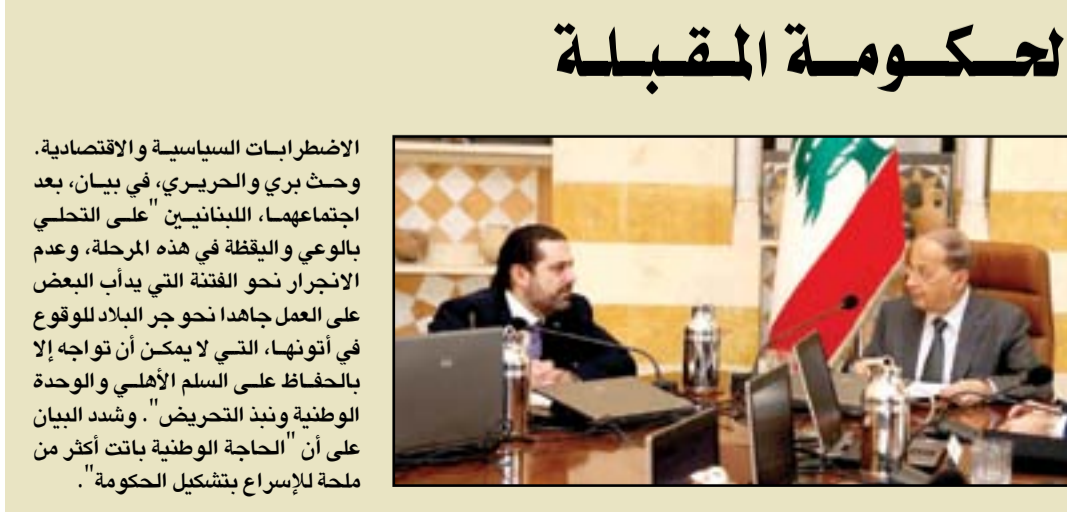 لحكومة المقبلة
الاضطرابات السياسية والاقتصادية.
وحث بري والحريري، في بيان، بعد
اجتماعهما، اللبنانيين "على التحلي
بالوعي واليقظة في هذه المرحلة، وعدم
الانجرار نحو الفتنة التي يدأب البعض
على العمل جاهدا نحو جر البلاد للوقوع
في أتونها، التي لا يمكن أن تواجه إلا
بالحفاظ على السلم الأهلي والوحدة
الوطنية ونبذ التحريض". وشدد البيان
على أن "الحاجة الوطنية باتت أكثر من
ملحة للإسراع بتشكيل الحكومة".